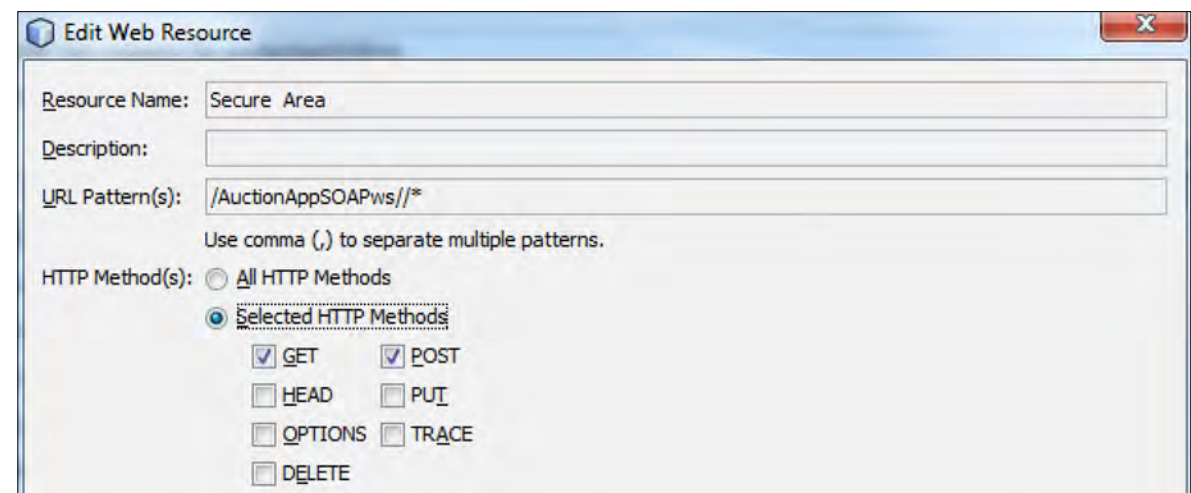 Edit Web Resource
Resource Name: Secure Area
Description:
URL Pattern(s): /AuctionAppSOAPws//*
Use comma (,) to separate multiple patterns.
HTTP Method(s): All HTTP Methods
Selected HTTP Methods
GET POST
HEAD PUT
OPTIONS TRACE
DELETE